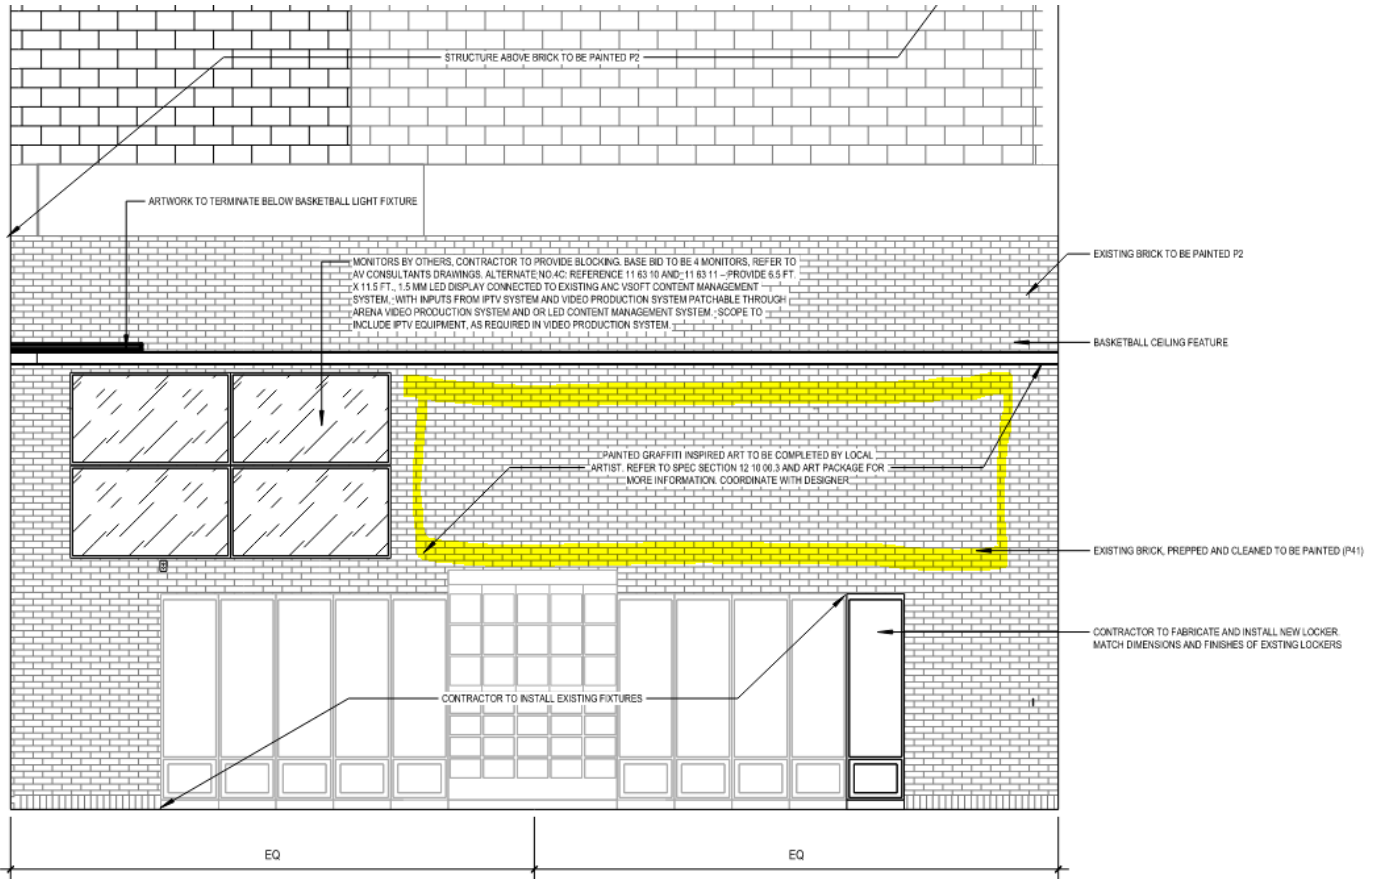 STRUCTURE ABOVE BRICK TO BE PAINTED P2
ARTWORK TO TERMINATE BELOW BASKETBALL LIGHT FIXTURE
MONITORS BY OTHERS, CONTRACTOR TO PROVIDE BLOCKING. BASE BID TO BE 4 MONITORS, REFER TO
AV CONSULTANTS DRAWINGS. ALTERNATE NO.4C: REFERENCE 11 63 10 AND 11 63 11 – PROVIDE 6.5 FT.
X 11.5 FT., 1.5 MM LED DISPLAY CONNECTED TO EXISTING ANC VSOFT CONTENT MANAGEMENT
SYSTEM, WITH INPUTS FROM IPTV SYSTEM AND VIDEO PRODUCTION SYSTEM PATCHABLE THROUGH
ARENA VIDEO PRODUCTION SYSTEM AND OR LED CONTENT MANAGEMENT SYSTEM. SCOPE TO
INCLUDE IPTV EQUIPMENT, AS REQUIRED IN VIDEO PRODUCTION SYSTEM.
EXISTING BRICK TO BE PAINTED P2
BASKETBALL CEILING FEATURE
PAINTED GRAFFITI INSPIRED ART TO BE COMPLETED BY LOCAL
ARTIST. REFER TO SPEC SECTION 12 10 00.3 AND ART PACKAGE FOR
MORE INFORMATION. COORDINATE WITH DESIGNER
EXISTING BRICK, PREPPED AND CLEANED TO BE PAINTED (P41)
CONTRACTOR TO FABRICATE AND INSTALL NEW LOCKER.
MATCH DIMENSIONS AND FINISHES OF EXSTING LOCKERS
CONTRACTOR TO INSTALL EXISTING FIXTURES
EQ
EQ